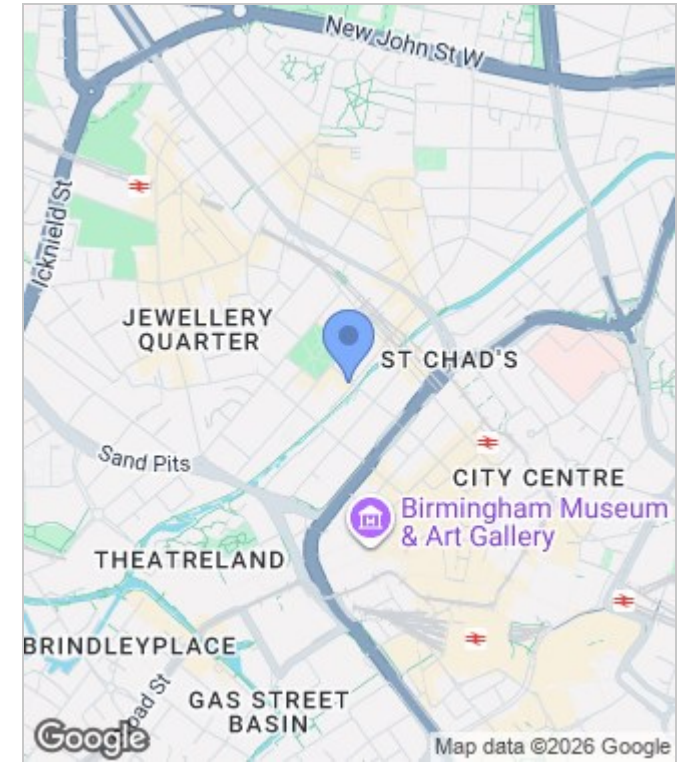 New John St W
Icknield St
JEWELLERY
QUARTER
ST CHAD'S
Sand Pits
CITY CENTRE
Birmingham Museum
& Art Gallery
THEATRELAND
BRINDLEYPLACE
GAS STREET
BASIN
Google
Map data ©2026 Google